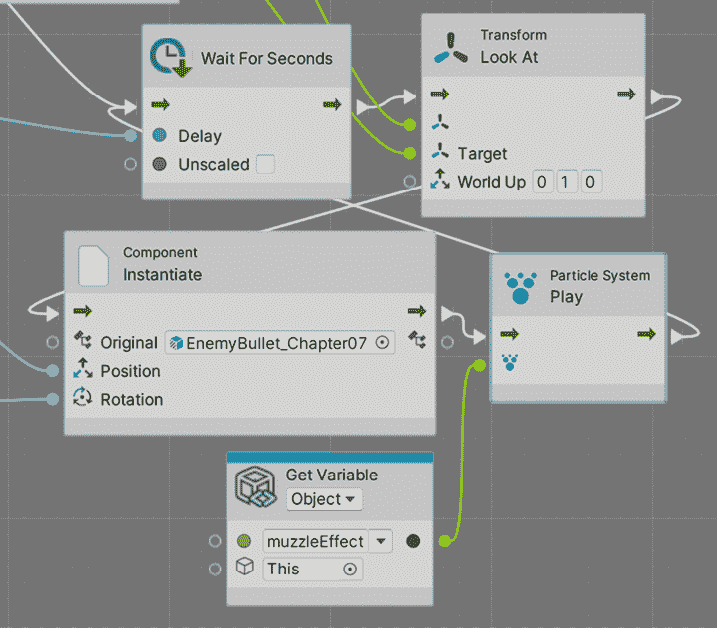 Wait For Seconds
Delay
Unscaled
Transform
Look At
Target
World Up 0 1 0
Component
Instantiate
Original EnemyBullet_Chapter07
Position
Rotation
Particle System
Play
Get Variable
Object
muzzleEffect
This